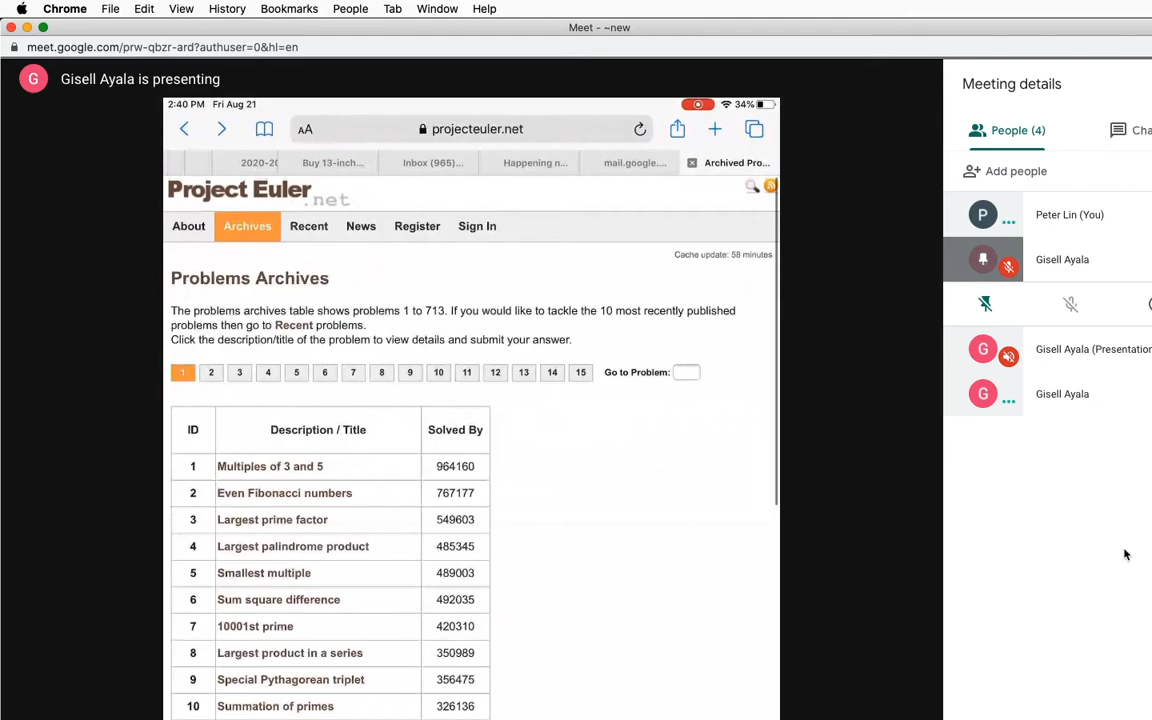 Chrome File Edit View History Bookmarks People Tab Window Help
Meet - ~new
meet.google.com/prw-qbzr-ard?authuser=0&hl=en
G Gisell Ayala is presenting
2:40 PM Fri Aug 21 34%
AA projecteuler.net
2020-20 Buy 13-inch... Inbox (965)... Happening n... mail.google.... Archived Pro...
Project Euler
.net
About Archives Recent News Register Sign In
Cache update: 58 minutes
Problems Archives
The problems archives table shows problems 1 to 713. If you would like to tackle the 10 most recently published
problems then go to Recent problems.
Click the description/title of the problem to view details and submit your answer.
1 2 3 4 5 6 7 8 9 10 11 12 13 14 15 Go to Problem:
ID Description / Title Solved By
1 Multiples of 3 and 5 964160
2 Even Fibonacci numbers 767177
3 Largest prime factor 549603
4 Largest palindrome product 485345
5 Smallest multiple 489003
6 Sum square difference 492035
7 10001st prime 420310
8 Largest product in a series 350989
9 Special Pythagorean triplet 356475
10 Summation of primes 326136
Meeting details
People (4) Cha
Add people
P Peter Lin (You)
Gisell Ayala
G Gisell Ayala (Presentation
G Gisell Ayala